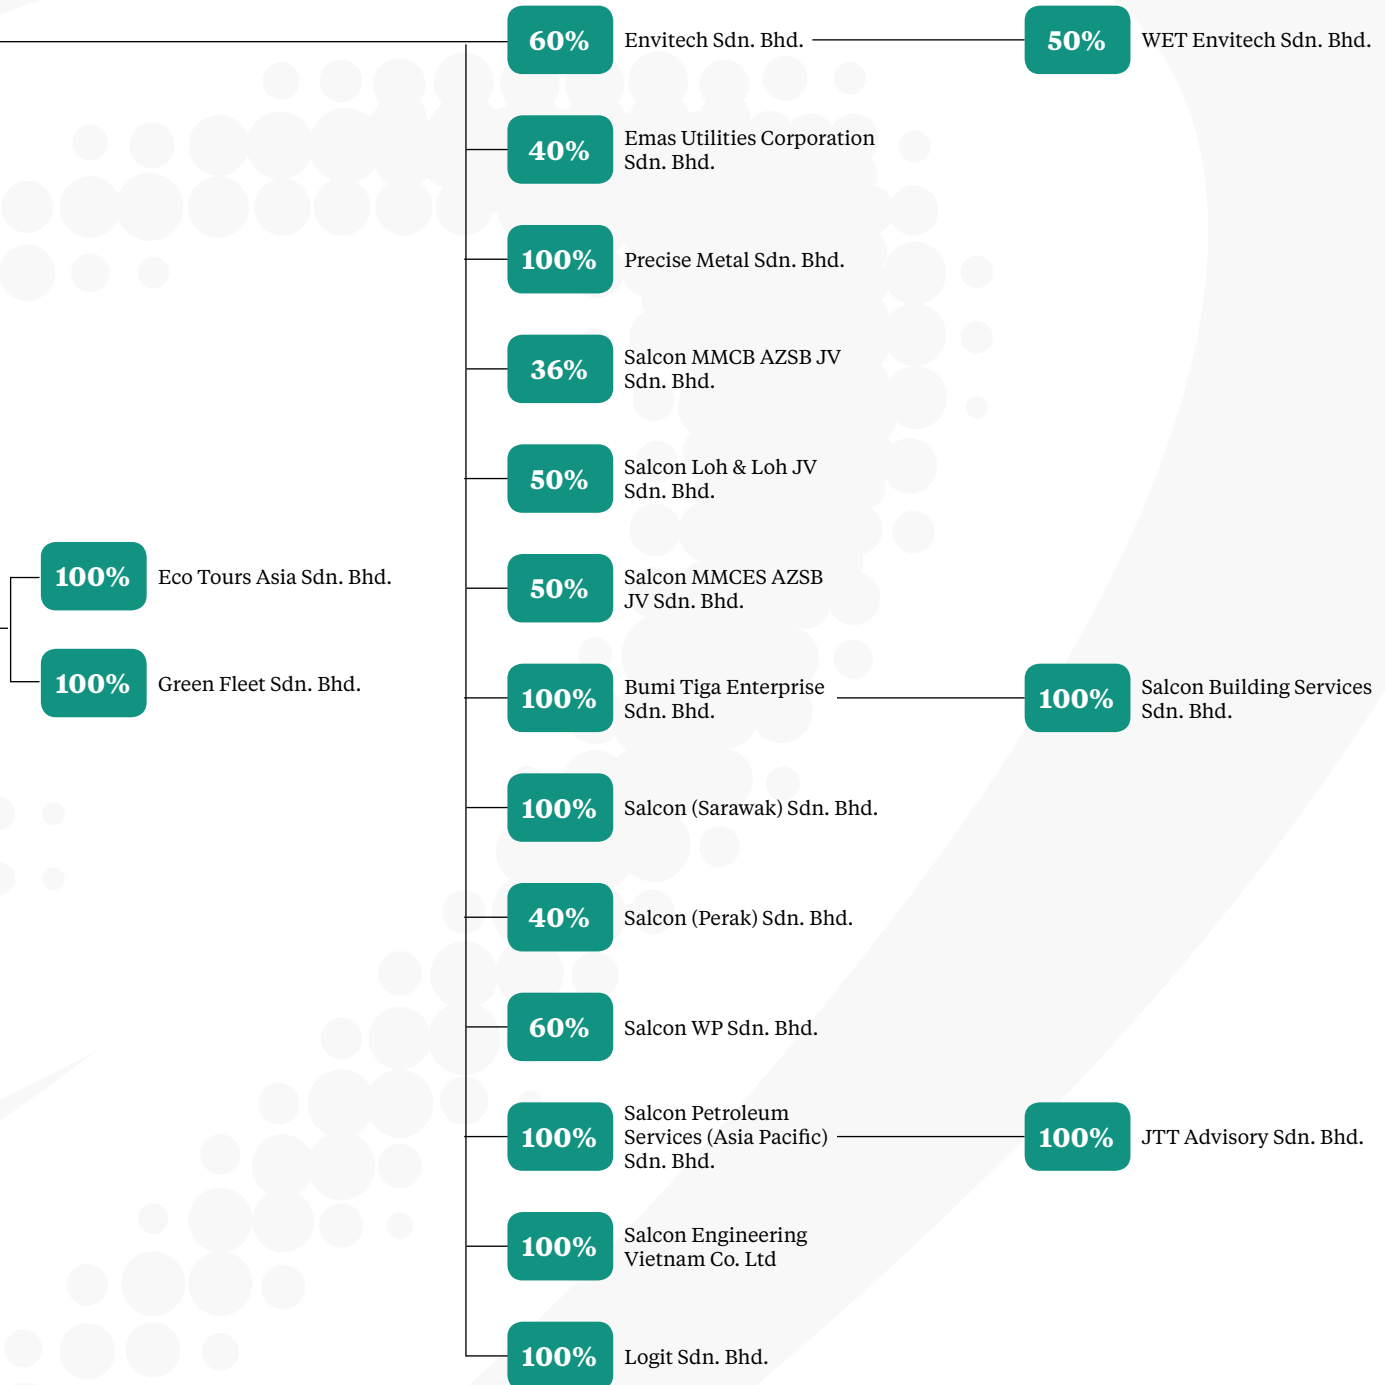 60%
Envitech Sdn. Bhd.
50%
WET Envitech Sdn. Bhd.
40%
Emas Utilities Corporation
Sdn. Bhd.
100%
Precise Metal Sdn. Bhd.
36%
Salcon MMCB AZSB JV
Sdn. Bhd.
50%
Salcon Loh & Loh JV
Sdn. Bhd.
100%
Eco Tours Asia Sdn. Bhd.
50%
Salcon MMCES AZSB
JV Sdn. Bhd.
100%
Green Fleet Sdn. Bhd.
100%
Bumi Tiga Enterprise
Sdn. Bhd.
100%
Salcon Building Services
Sdn. Bhd.
100%
Salcon (Sarawak) Sdn. Bhd.
40%
Salcon (Perak) Sdn. Bhd.
60%
Salcon WP Sdn. Bhd.
100%
Salcon Petroleum
Services (Asia Pacific)
Sdn. Bhd.
100%
JTT Advisory Sdn. Bhd.
100%
Salcon Engineering
Vietnam Co. Ltd
100%
Logit Sdn. Bhd.